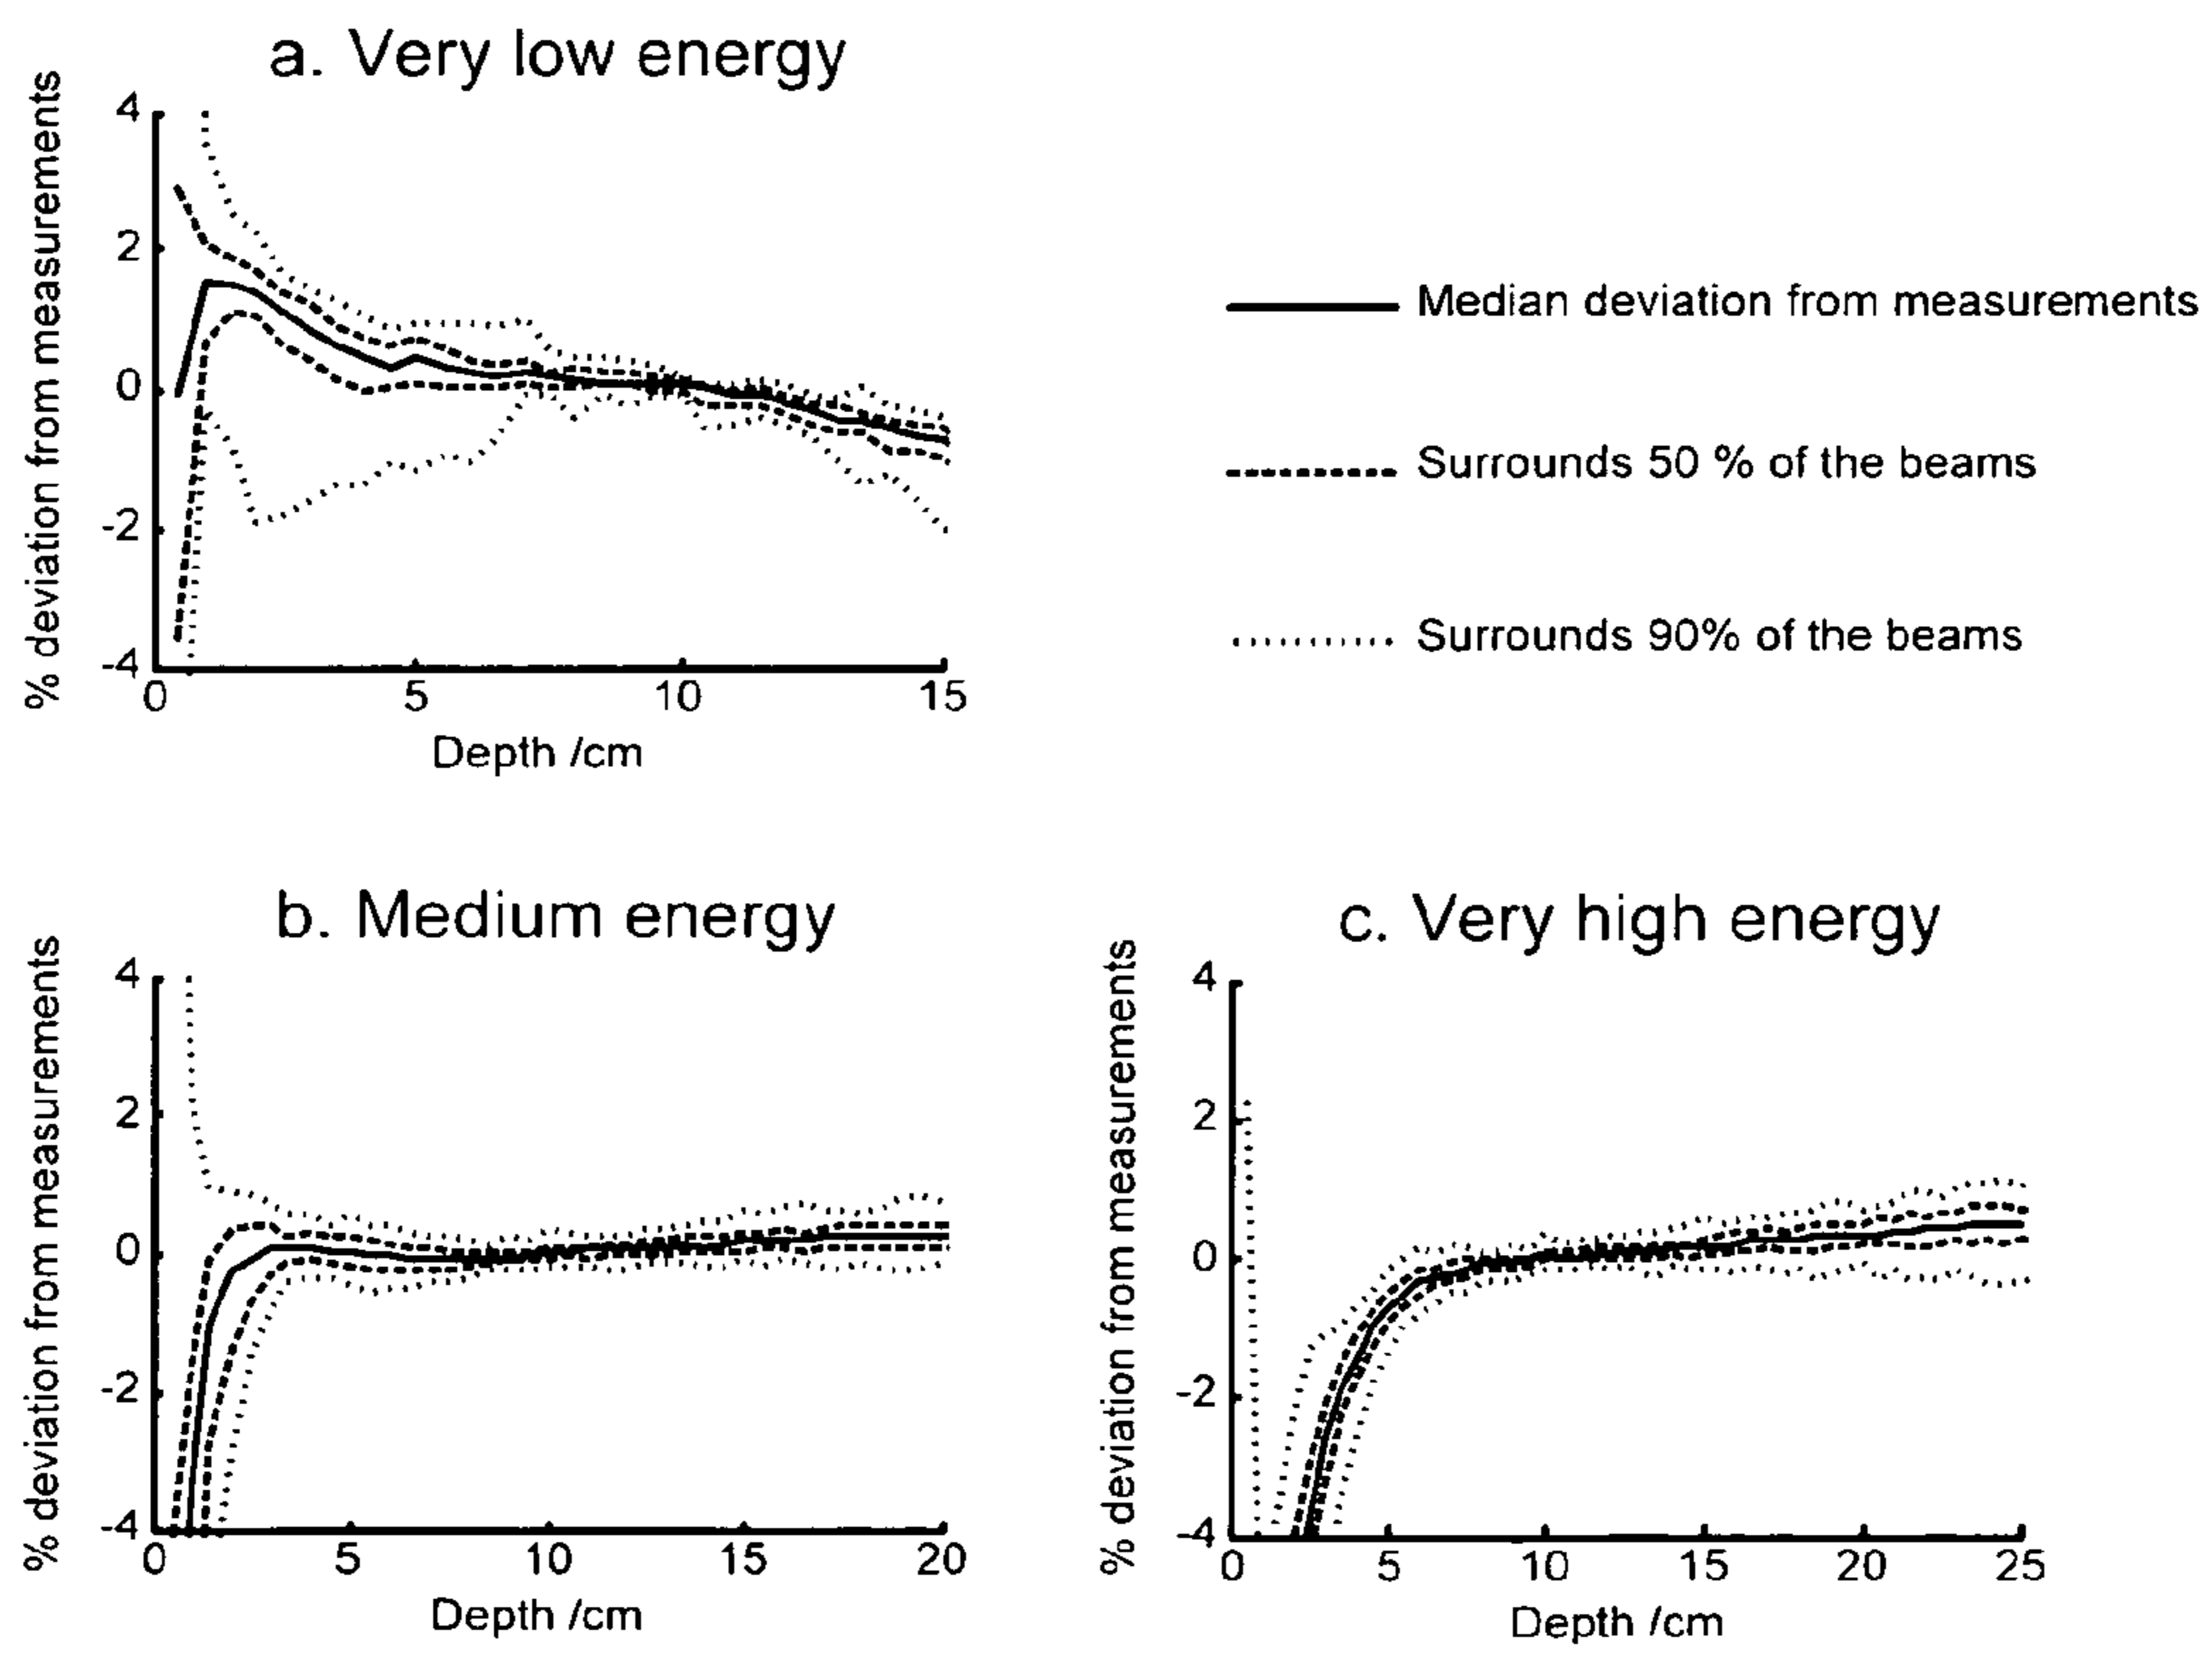 a. Very low energy
% deviation from measurements
4
2
0
-2
-4
0 5 10 15
Depth /cm
Median deviation from measurements
Surrounds 50 % of the beams
Surrounds 90% of the beams
b. Medium energy
% deviation from measurements
4
2
0
-2
-4
0 5 10 15 20
Depth /cm
c. Very high energy
% deviation from measurements
4
2
0
-2
-4
0 5 10 15 20 25
Depth /cm